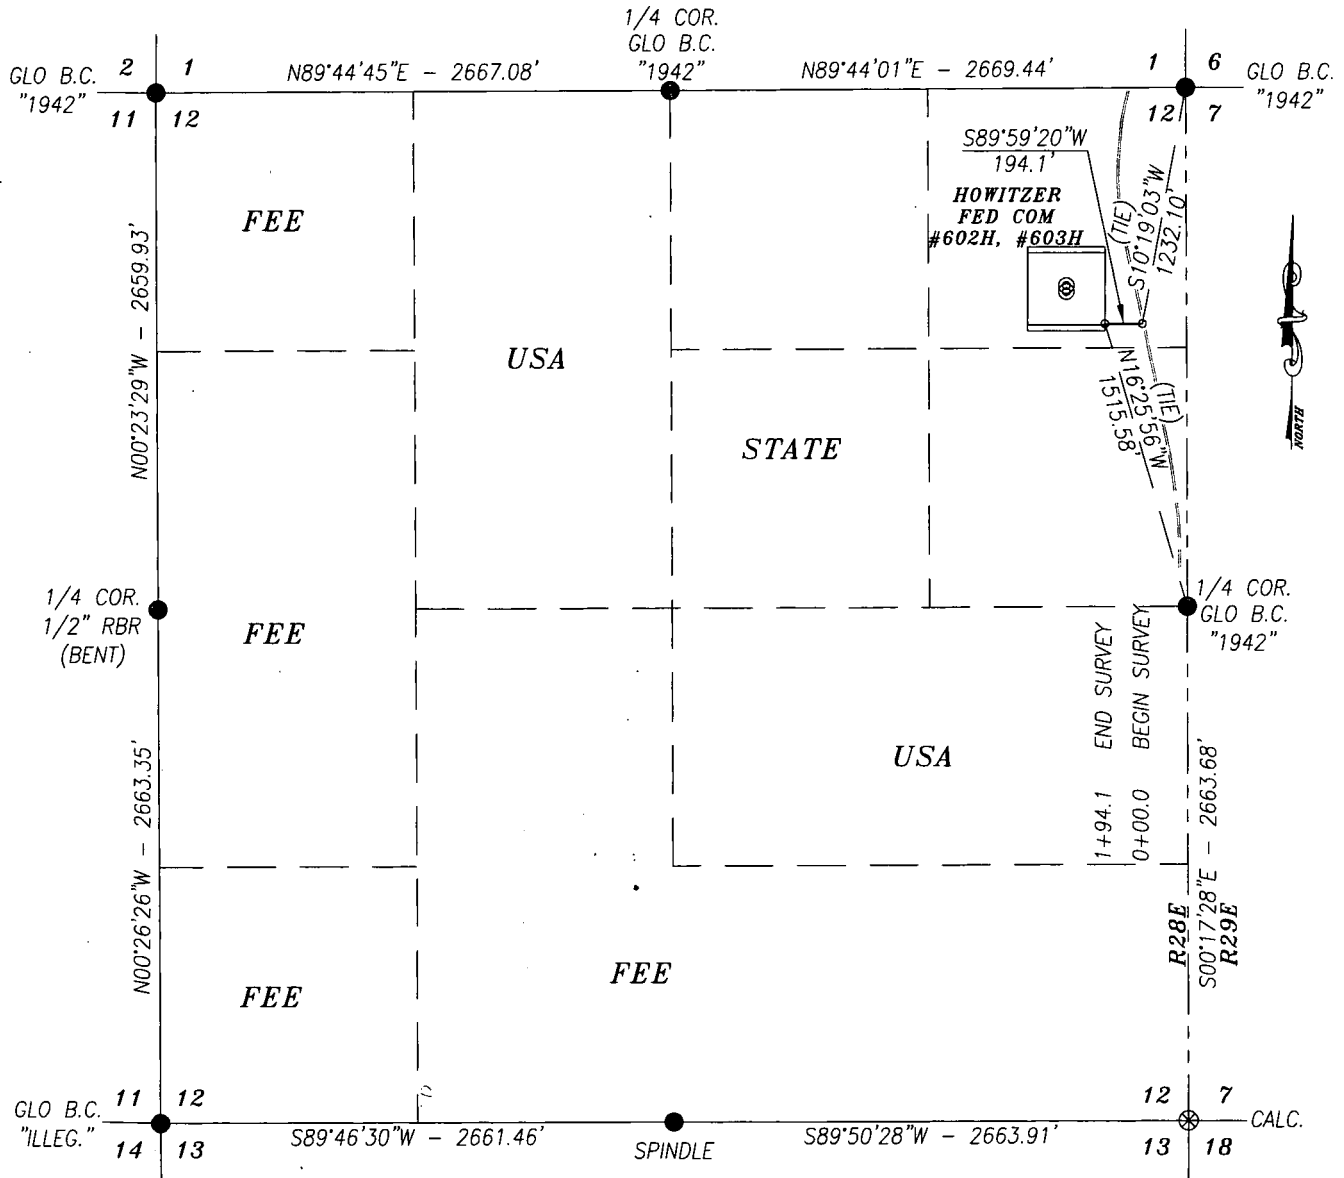 1/4 COR.
GLO B.C.
"1942"
GLO B.C.
"1942"
2 1
11 12
N89°44'45"E - 2667.08'
N89°44'01"E - 2669.44'
1 6
12 7
GLO B.C.
"1942"
S89°59'20"W
194.1'
HOWITZER
FED COM
#602H, #603H
(TIE)
S10°19'03"W
1232.10'
FEE
N00°23'29"W - 2659.93'
USA
STATE
(TIE)
N16°25'56"W
1515.58'
NORTH
1/4 COR.
1/2" RBR
(BENT)
FEE
1/4 COR.
GLO B.C.
"1942"
1+94.1 END SURVEY
0+00.0 BEGIN SURVEY
USA
N00°26'26"W - 2663.35'
R28E
S00°17'28"E - 2663.68'
R29E
FEE
FEE
GLO B.C.
"ILLEG."
11 12
14 13
S89°46'30"W - 2661.46'
SPINDLE
S89°50'28"W - 2663.91'
12 7
13 18
CALC.